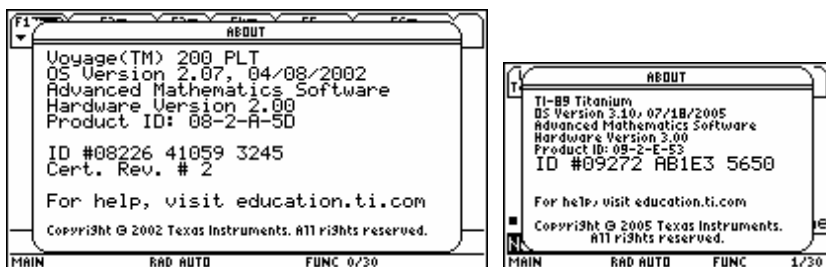 ABOUT
Voyage(TM) 200 PLT
OS Version 2.07, 04/08/2002
Advanced Mathematics Software
Hardware Version 2.00
Product ID: 08-2-A-5D
ID #08226 41059 3245
Cert. Rev. # 2
For help, visit education.ti.com
Copyright © 2002 Texas Instruments. All rights reserved.
MAIN RAD AUTO FUNC 0/30
ABOUT
TI-89 Titanium
OS Version 3.10, 07/18/2005
Advanced Mathematics Software
Hardware Version 3.00
Product ID: 09-2-E-53
ID #09272 AB1E3 5650
For help, visit education.ti.com
Copyright © 2005 Texas Instruments.
All rights reserved.
MAIN RAD AUTO FUNC 1/30